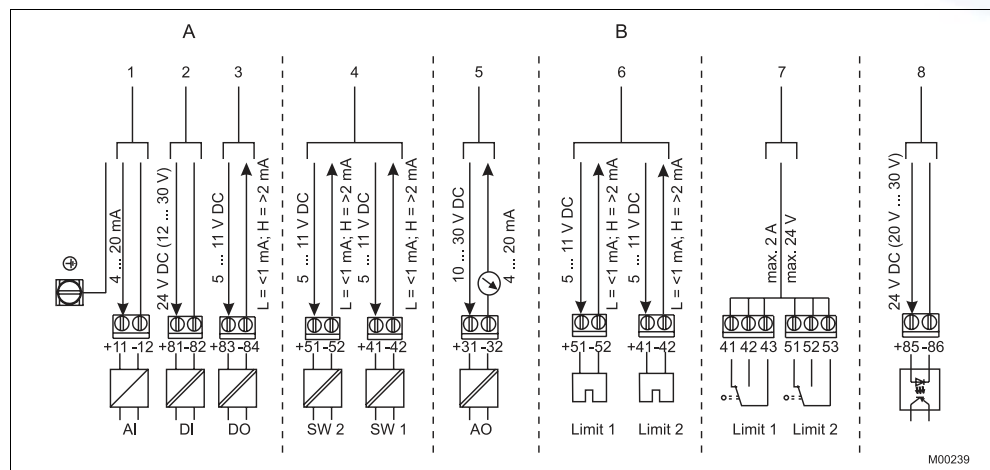 A B
1 2 3 4 5 6 7 8
4 ... 20 mA
24 V DC (12 ... 30 V)
5 ... 11 V DC
L = <1 mA; H = >2 mA
5 ... 11 V DC
L = <1 mA; H = >2 mA
5 ... 11 V DC
L = <1 mA; H = >2 mA
10 ... 30 V DC
4 ... 20 mA
5 ... 11 V DC
L = <1 mA; H = >2 mA
5 ... 11 V DC
L = <1 mA; H = >2 mA
max. 2 A
max. 24 V
24 V DC (20 V ... 30 V)
+11 -12 +81-82 +83 -84 +51-52 +41-42 +31-32 +51-52 +41-42 41 42 43 51 52 53 +85-86
AI DI DO SW 2 SW 1 AO Limit 1 Limit 2 Limit 1 Limit 2
M00239